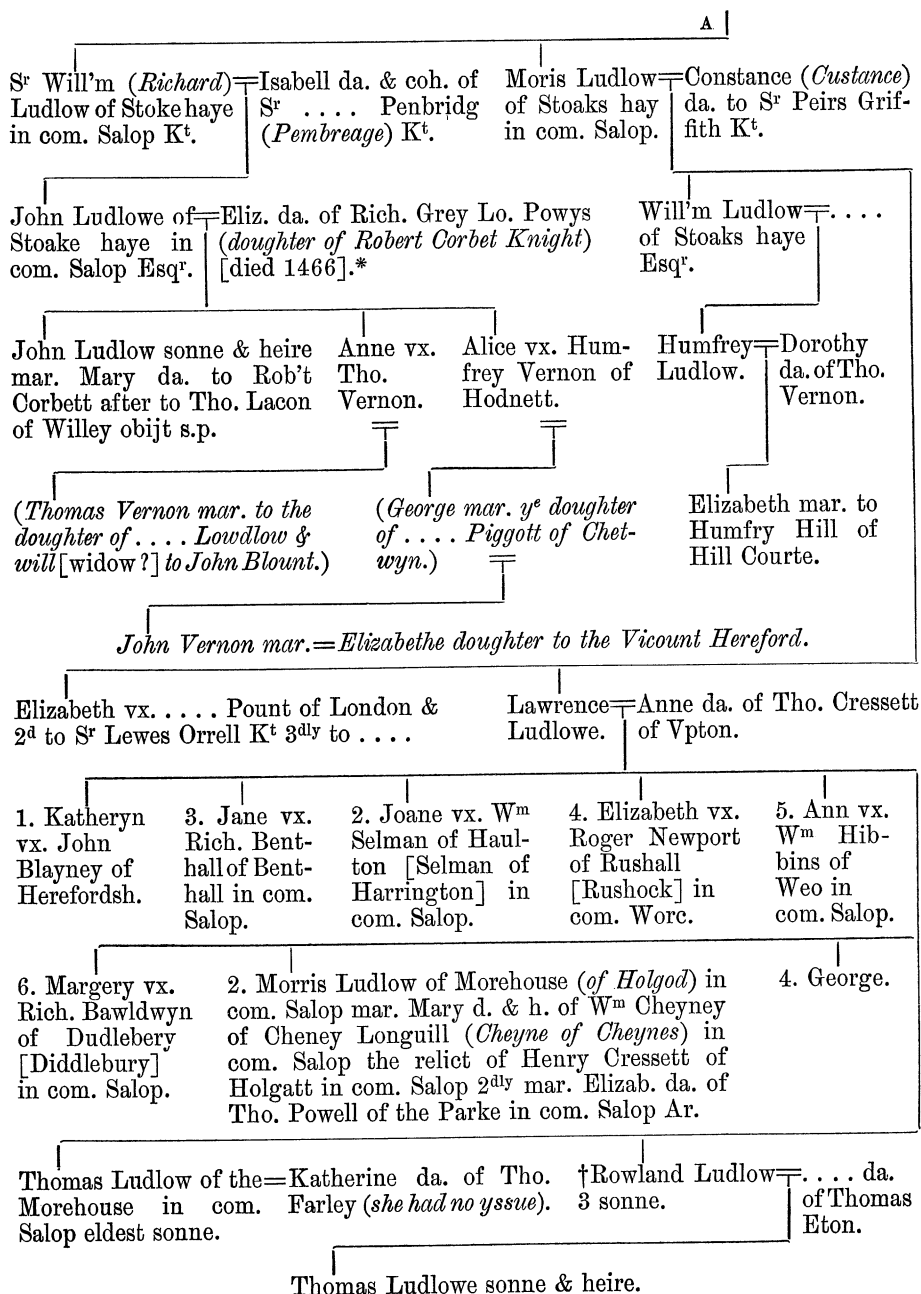 A
Sr Will'm (Richard)
Ludlow of Stoke haye
in com. Salop Kt.
Isabell da. & coh. of
Sr .... Penbridg
(Pembreage) Kt.
Moris Ludlow
of Stoaks hay
in com. Salop.
Constance (Custance)
da. to Sr Peirs Grif-
fith Kt.
John Ludlowe of
Stoake haye in
com. Salop Esqr.
Eliz. da. of Rich. Grey Lo. Powys
(doughter of Robert Corbet Knight)
[died 1466].*
Will'm Ludlow
of Stoaks haye
Esqr.
....
John Ludlow sonne & heire
mar. Mary da. to Rob't
Corbett after to Tho. Lacon
of Willey obijt s.p.
Anne vx.
Tho.
Vernon.
Alice vx. Hum-
frey Vernon of
Hodnett.
Humfrey
Ludlow.
Dorothy
da. of Tho.
Vernon.
(Thomas Vernon mar. to the
doughter of .... Lowdlow &
will [widow ?] to John Blount.)
(George mar. ye doughter
of .... Piggott of Chet-
wyn.)
Elizabeth mar. to
Humfry Hill of
Hill Courte.
John Vernon mar.=Elizabethe doughter to the Vicount Hereford.
Elizabeth vx. .... Pount of London &
2d to Sr Lewes Orrell Kt 3dly to ....
Lawrence
Ludlowe.
Anne da. of Tho. Cressett
of Vpton.
1. Katheryn
vx. John
Blayney of
Herefordsh.
3. Jane vx.
Rich. Bent-
hall of Bent-
hall in com.
Salop.
2. Joane vx. Wm
Selman of Haul-
ton [Selman of
Harrington] in
com. Salop.
4. Elizabeth vx.
Roger Newport
of Rushall
[Rushock] in
com. Worc.
5. Ann vx.
Wm Hib-
bins of
Weo in
com. Salop.
6. Margery vx.
Rich. Bawldwyn
of Dudlebery
[Diddlebury]
in com. Salop.
2. Morris Ludlow of Morehouse (of Holgod) in
com. Salop mar. Mary d. & h. of Wm Cheyney
of Cheney Longuill (Cheyne of Cheynes) in
com. Salop the relict of Henry Cressett of
Holgatt in com. Salop 2dly mar. Elizab. da. of
Tho. Powell of the Parke in com. Salop Ar.
4. George.
Thomas Ludlow of the
Morehouse in com.
Salop eldest sonne.
=Katherine da. of Tho.
Farley (she had no yssue).
†Rowland Ludlow
3 sonne.
.... da.
of Thomas
Eton.
Thomas Ludlowe sonne & heire.